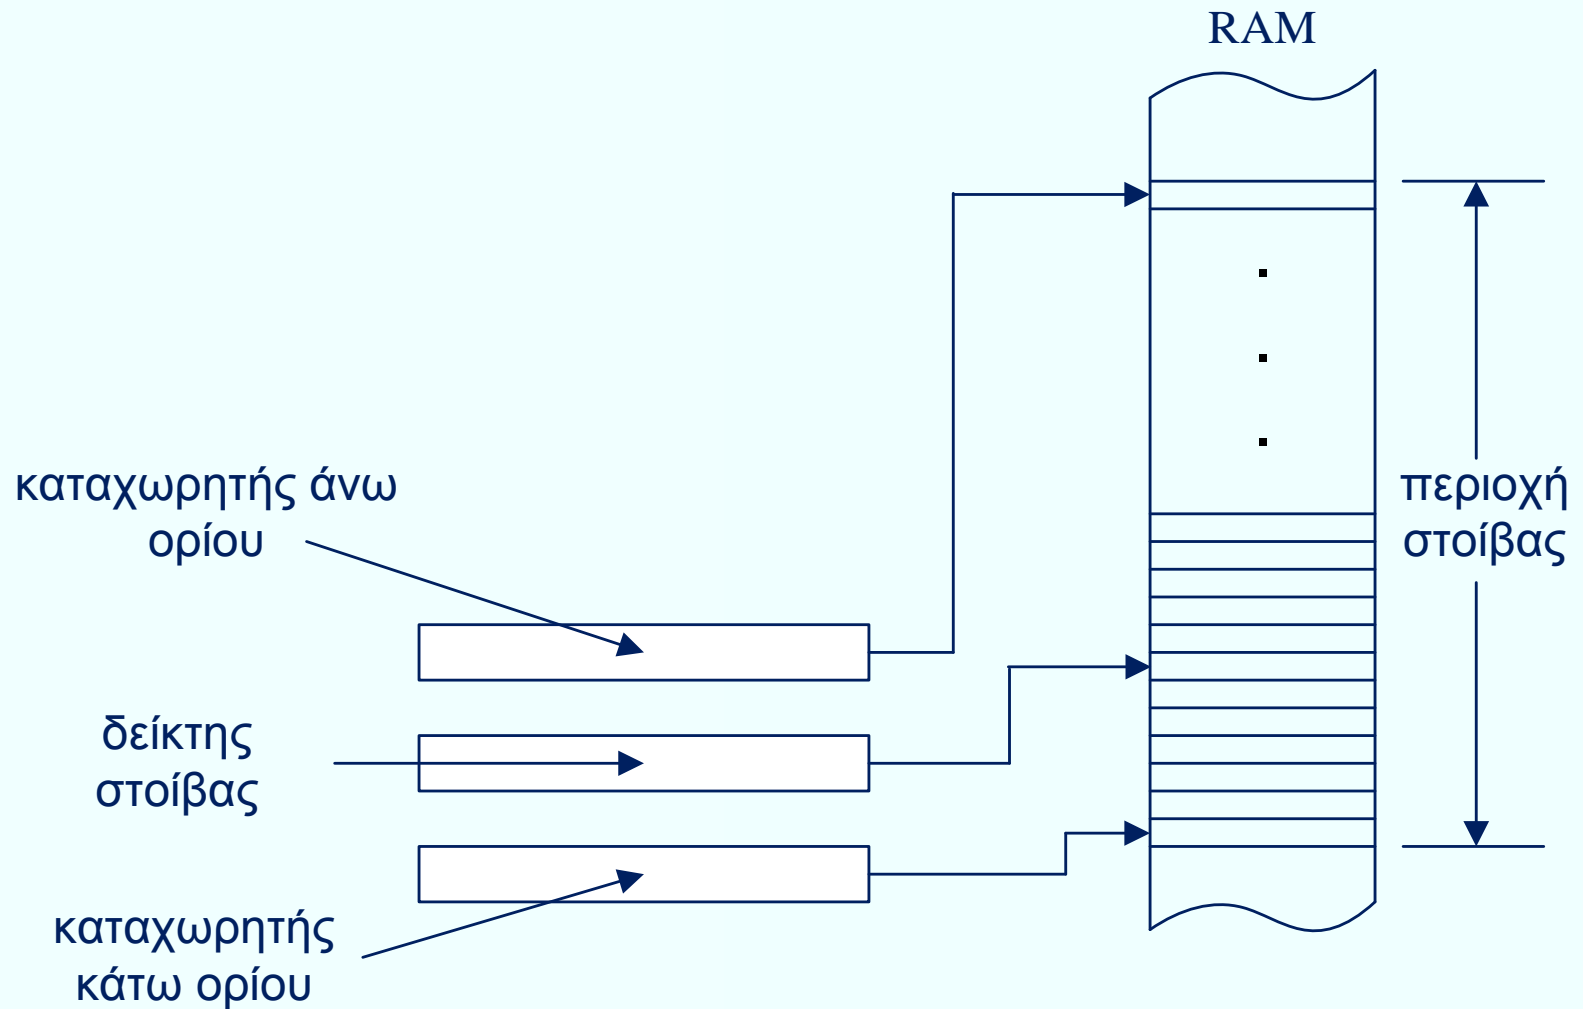 RAM
καταχωρητής άνω
ορίου
περιοχή
στοίβας
δείκτης
στοίβας
καταχωρητής
κάτω ορίου